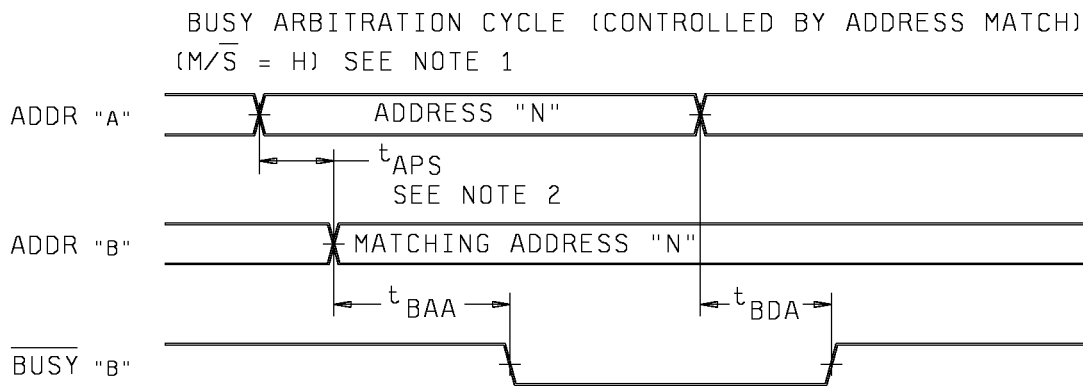 BUSY ARBITRATION CYCLE (CONTROLLED BY ADDRESS MATCH)
(M/S̅ = H) SEE NOTE 1
ADDR "A"
ADDRESS "N"
tAPS
SEE NOTE 2
ADDR "B"
MATCHING ADDRESS "N"
tBAA
tBDA
B̅U̅S̅Y̅ "B"